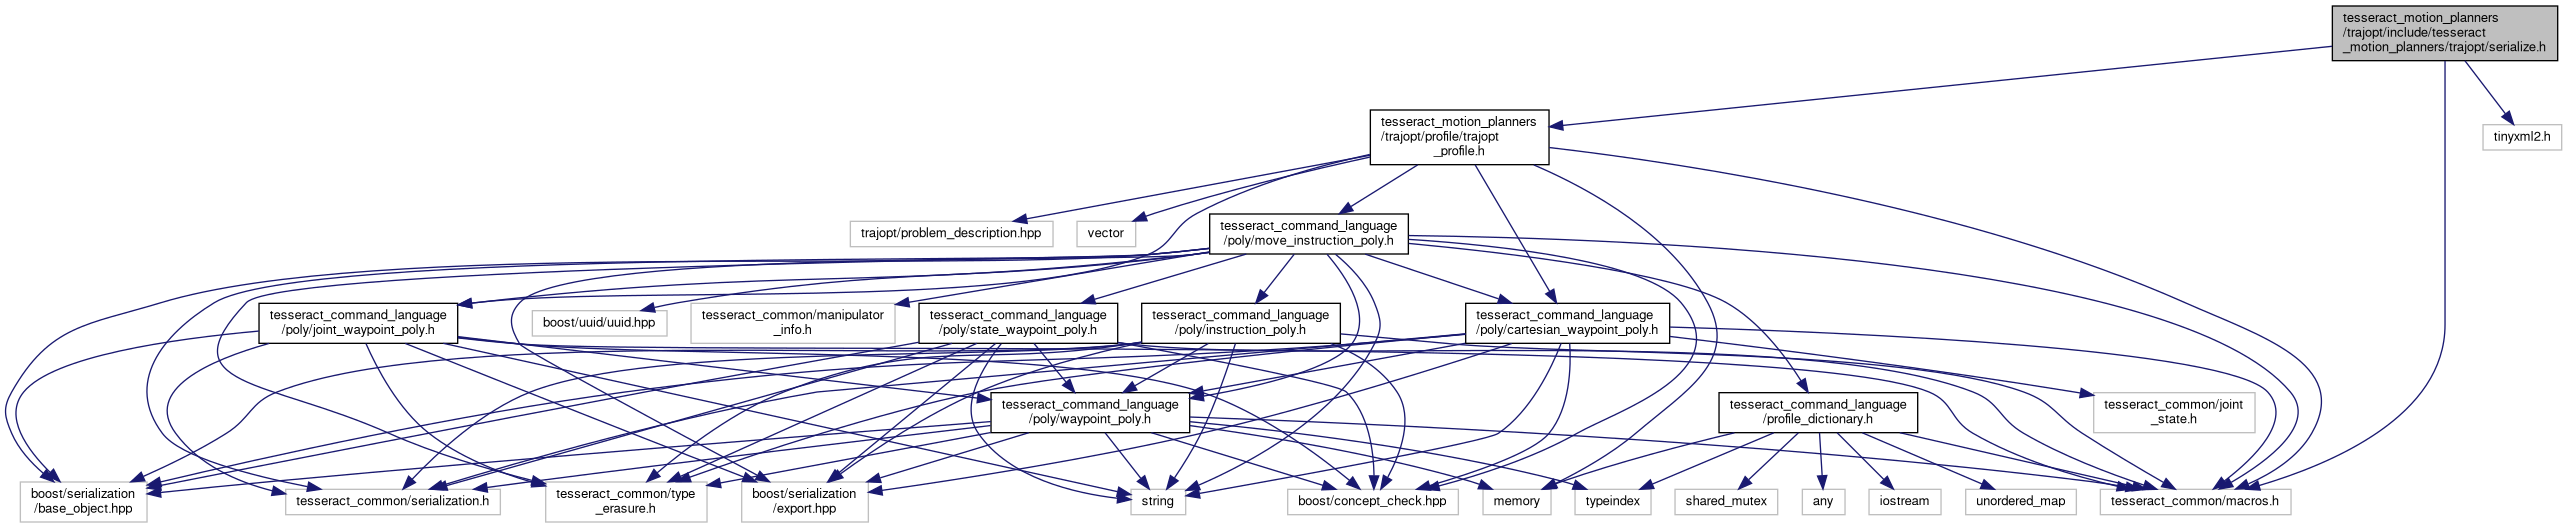 tesseract_motion_planners
/trajopt/include/tesseract
_motion_planners/trajopt/serialize.h
tesseract_motion_planners
/trajopt/profile/trajopt
_profile.h
tinyxml2.h
trajopt/problem_description.hpp
vector
tesseract_command_language
/poly/move_instruction_poly.h
tesseract_command_language
/poly/joint_waypoint_poly.h
boost/uuid/uuid.hpp
tesseract_common/manipulator
_info.h
tesseract_command_language
/poly/state_waypoint_poly.h
tesseract_command_language
/poly/instruction_poly.h
tesseract_command_language
/poly/cartesian_waypoint_poly.h
tesseract_command_language
/poly/waypoint_poly.h
tesseract_command_language
/profile_dictionary.h
tesseract_common/joint
_state.h
boost/serialization
/base_object.hpp
tesseract_common/serialization.h
tesseract_common/type
_erasure.h
boost/serialization
/export.hpp
string
boost/concept_check.hpp
memory
typeindex
shared_mutex
any
iostream
unordered_map
tesseract_common/macros.h